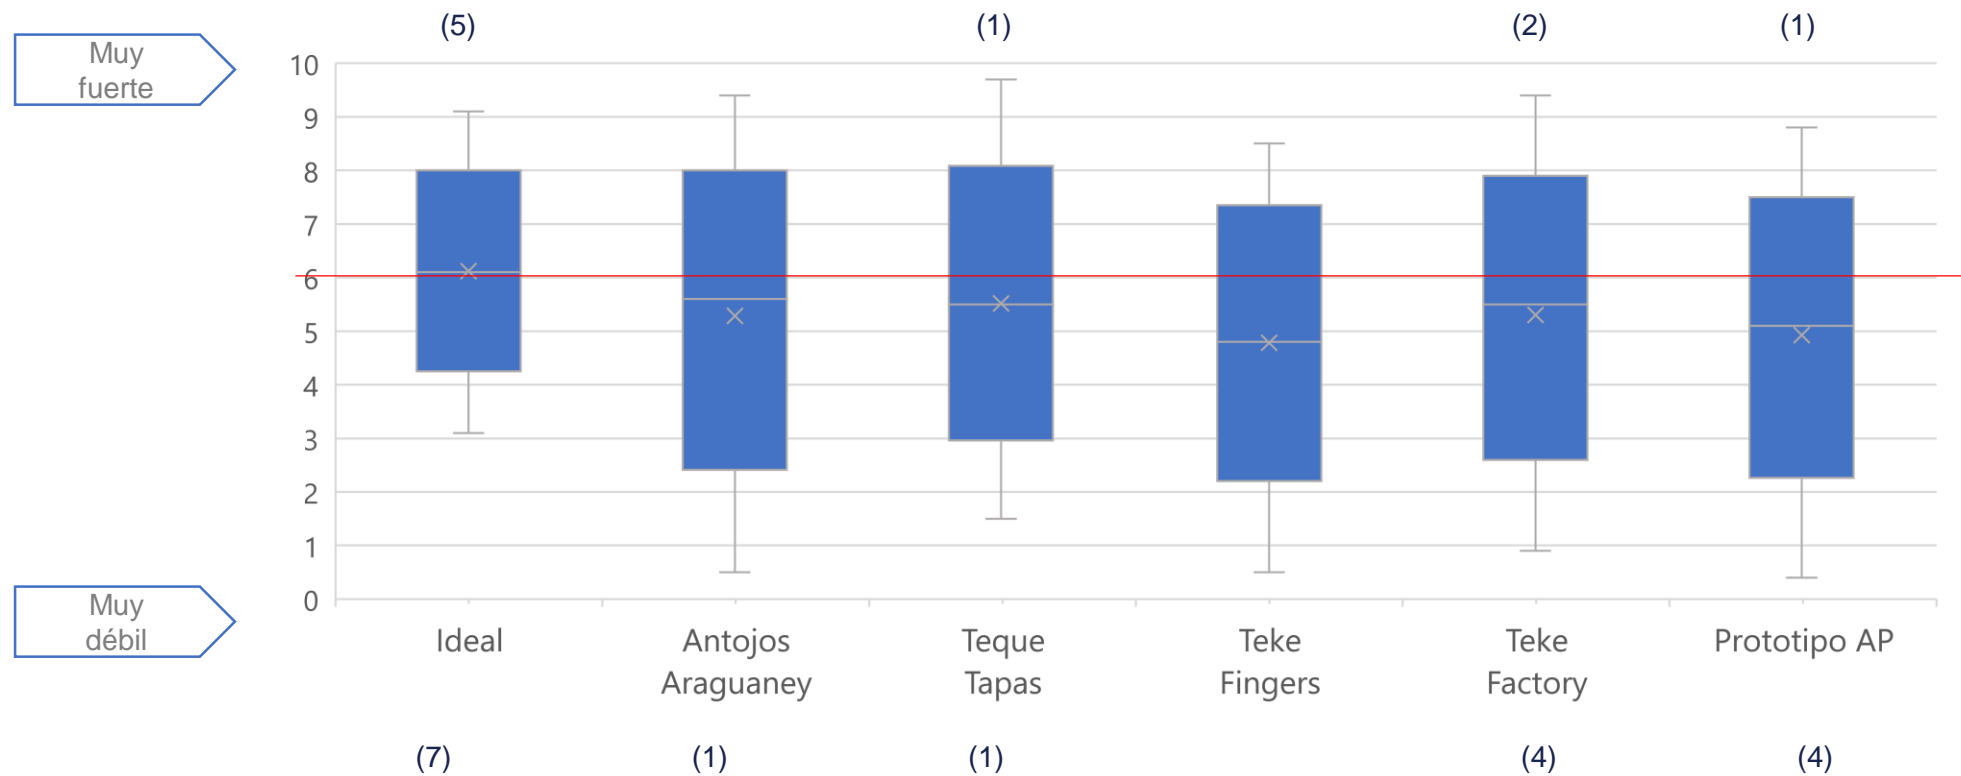 (5) (1) (2) (1)
Muy
fuerte
10
9
8
7
6
5
4
3
2
1
0
Muy
débil
Ideal Antojos Teque Teke Teke Prototipo AP
Araguaney Tapas Fingers Factory
(7) (1) (1) (4) (4)